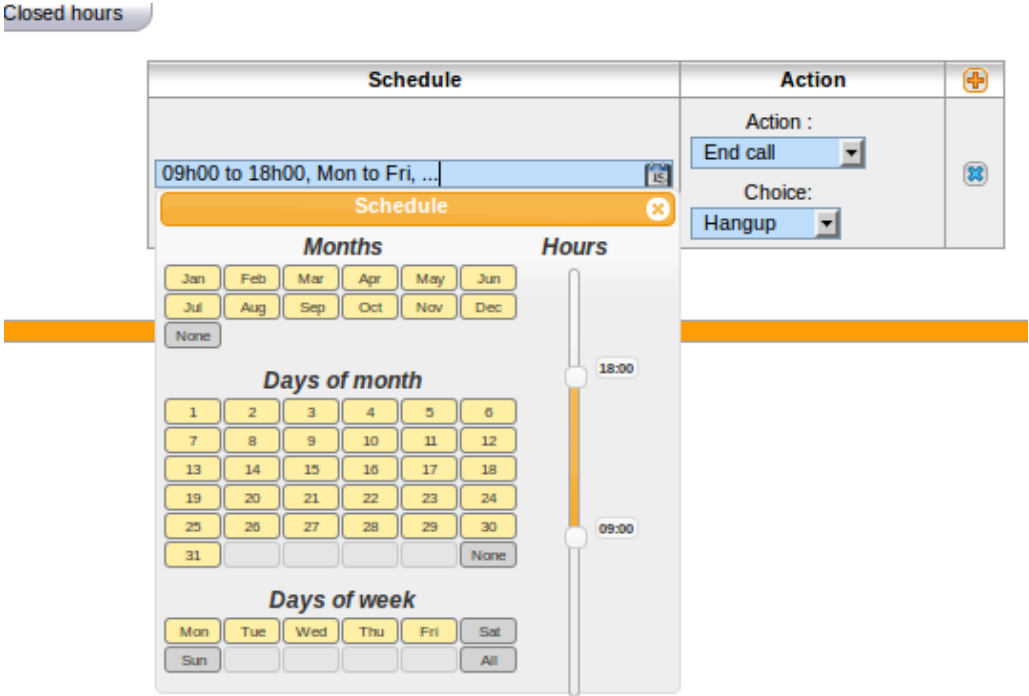 Closed hours
Schedule Action
Action :
End call
09h00 to 18h00, Mon to Fri, ...
15
Choice:
Hangup
Schedule
Months Hours
Jan Feb Mar Apr May Jun
Jul Aug Sep Oct Nov Dec
None
18:00
Days of month
1 2 3 4 5 6
7 8 9 10 11 12
13 14 15 16 17 18
19 20 21 22 23 24
25 26 27 28 29 30
09:00
31 None
Days of week
Mon Tue Wed Thu Fri Sat
Sun All